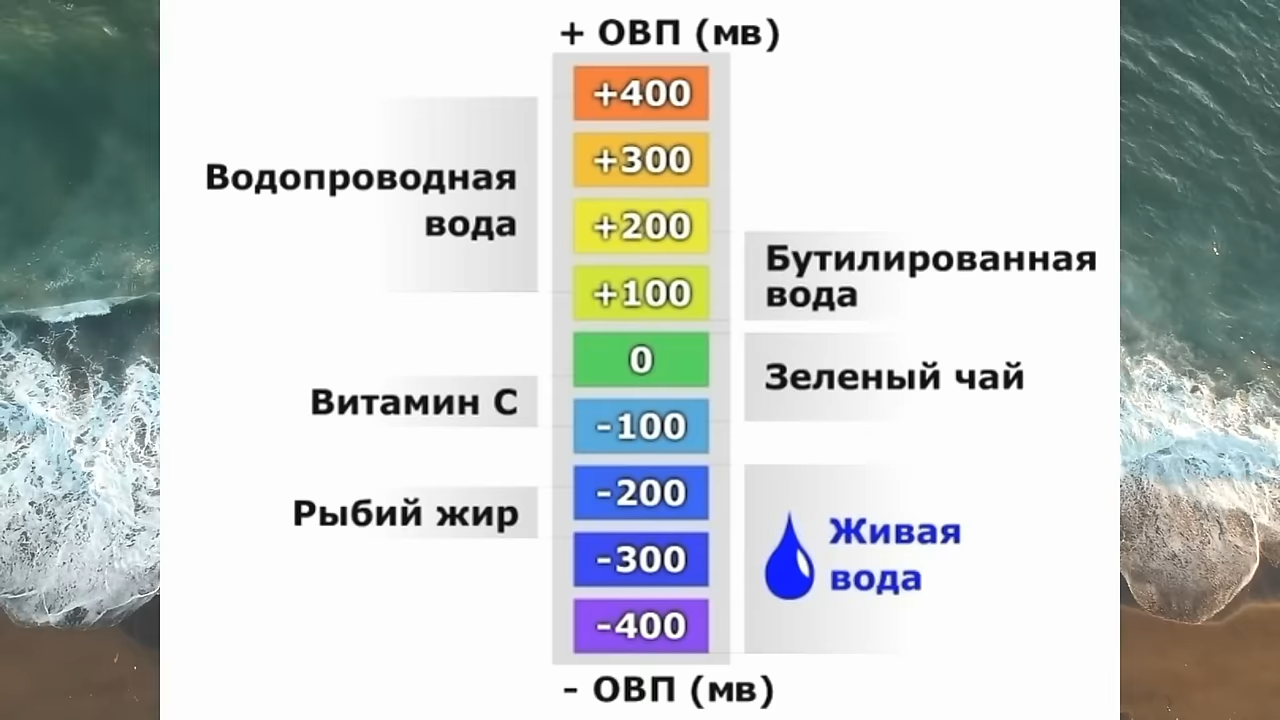 + ОВП (мв)
+400
+300
+200
+100
0
-100
-200
-300
-400
- ОВП (мв)
Водопроводная
вода
Витамин С
Рыбий жир
Бутилированная
вода
Зеленый чай
Живая
вода